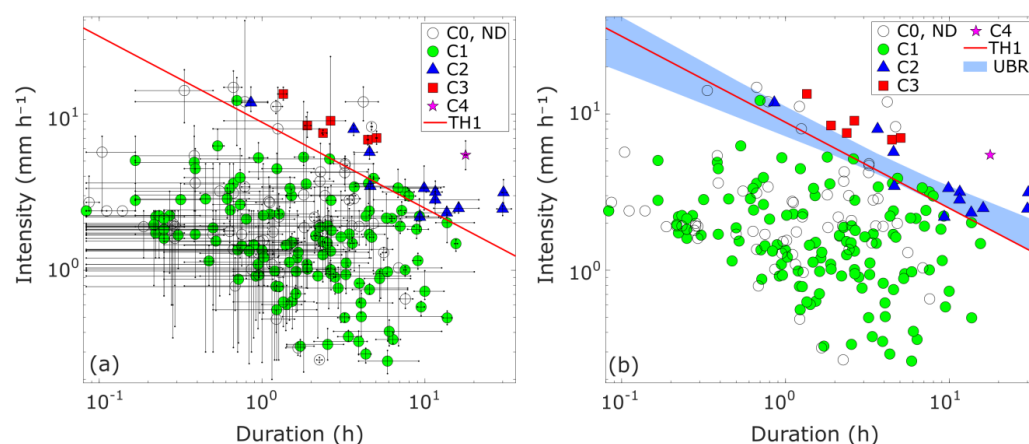 C0, ND
C1
C2
C3
C4
TH1
(a)
Intensity (mm h⁻¹)
10¹
10⁰
10⁻¹
10⁰
10¹
Duration (h)
C0, ND
C1
C2
C3
C4
TH1
UBR
(b)
Intensity (mm h⁻¹)
10¹
10⁰
10⁻¹
10⁰
10¹
Duration (h)